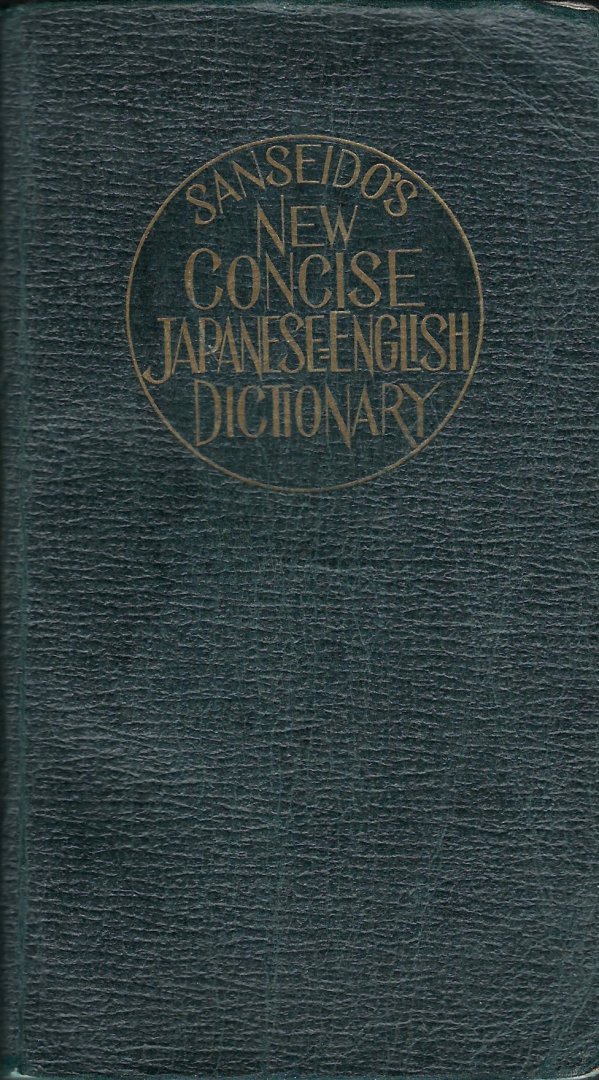 SANSEIDO'S
NEW
CONCISE
JAPANESE=ENGLISH
DICTIONARY